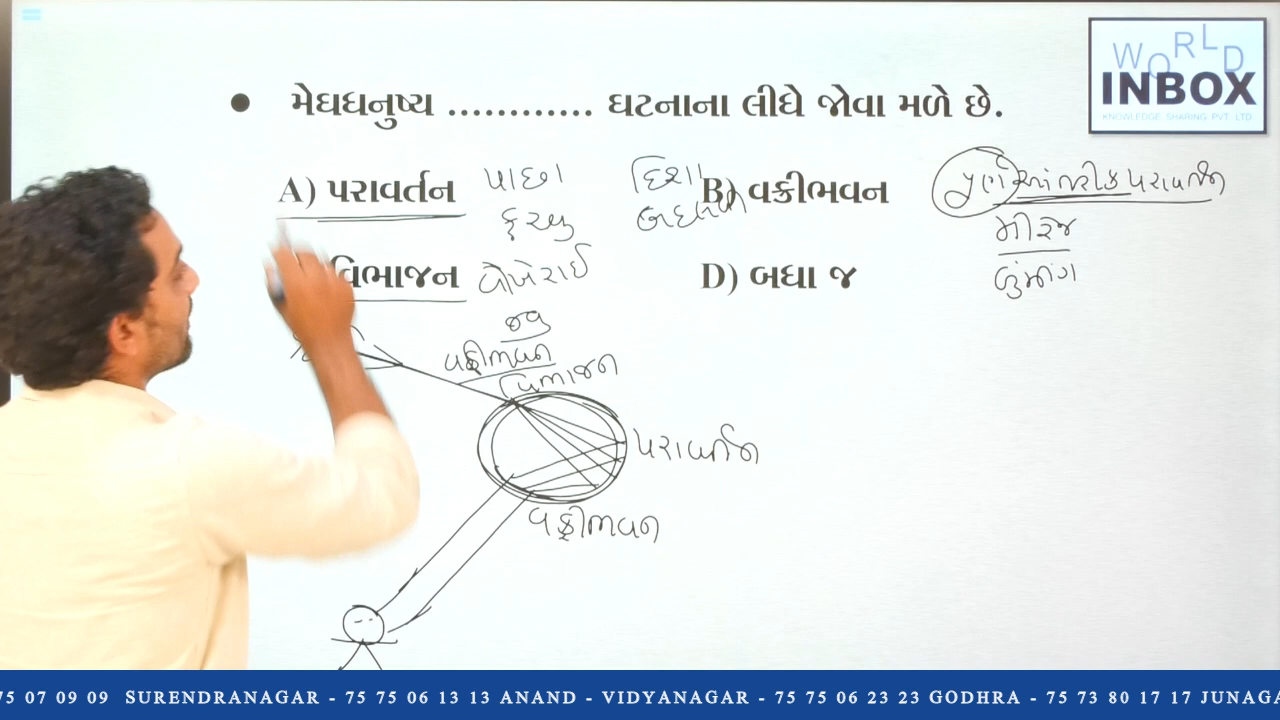 WORLD
INBOX
KNOWLEDGE SHARING PVT. LTD
● મેઘધનુષ્ય ............ ઘટનાના લીધે જોવા મળે છે.
A) પરાવર્તન પાછા ફરવુ
B) વક્રીભવન દિશા બદલવી
પૂર્ણ આંતરીક પરાવર્તન
મીરજ
વિભાજન વીખેરાઈ જવુ
D) બધા જ
વક્રીભવન
વિભાજન
પરાવર્તન
વક્રીભવન
75 07 09 09 SURENDRANAGAR - 75 75 06 13 13 ANAND - VIDYANAGAR - 75 75 06 23 23 GODHRA - 75 73 80 17 17 JUNAGA